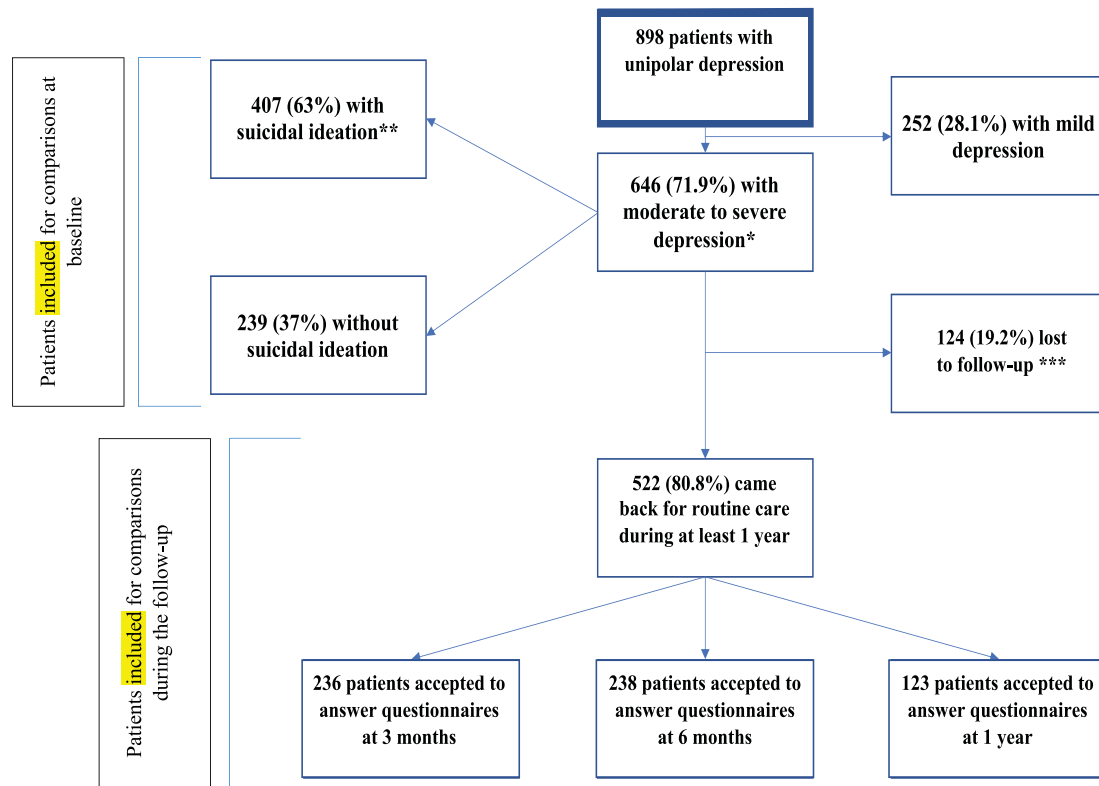 898 patients with
unipolar depression
407 (63%) with
suicidal ideation**
252 (28.1%) with mild
depression
646 (71.9%) with
moderate to severe
depression*
Patients included for comparisons at
baseline
239 (37%) without
suicidal ideation
124 (19.2%) lost
to follow-up ***
522 (80.8%) came
back for routine care
during at least 1 year
Patients included for comparisons
during the follow-up
236 patients accepted to
answer questionnaires
at 3 months
238 patients accepted to
answer questionnaires
at 6 months
123 patients accepted to
answer questionnaires
at 1 year